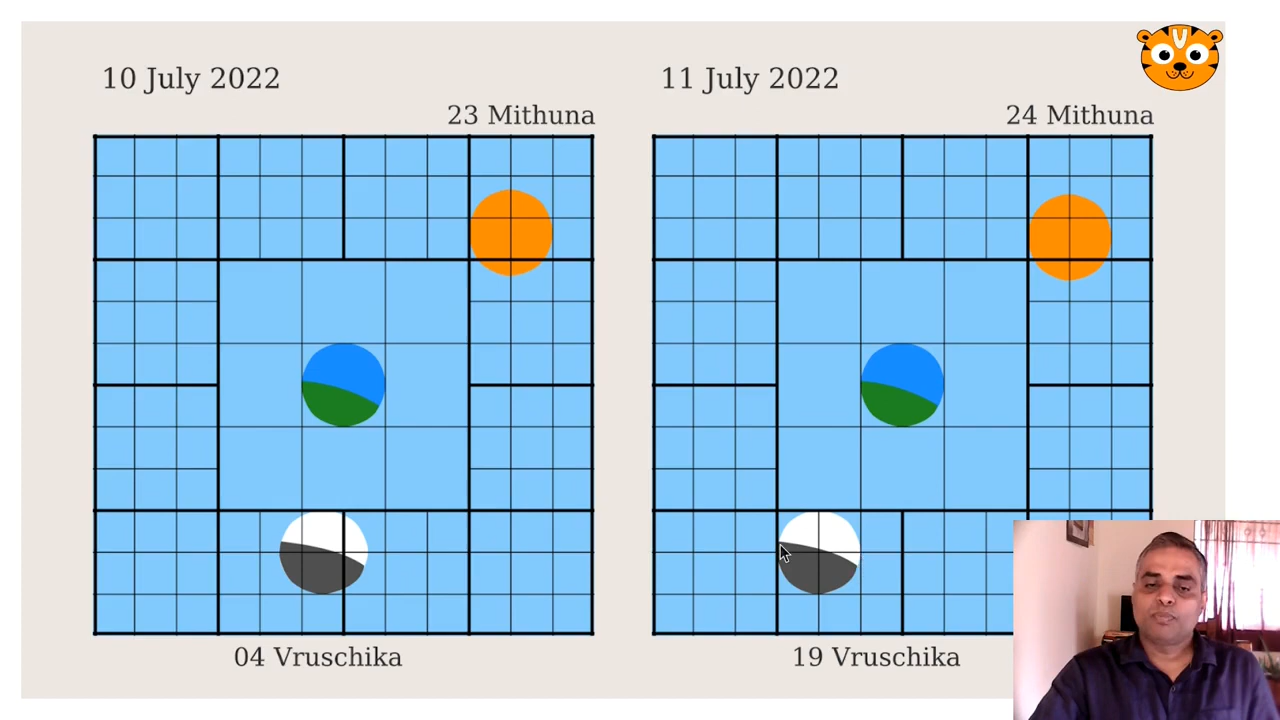 10 July 2022
23 Mithuna
04 Vruschika
11 July 2022
24 Mithuna
19 Vruschika